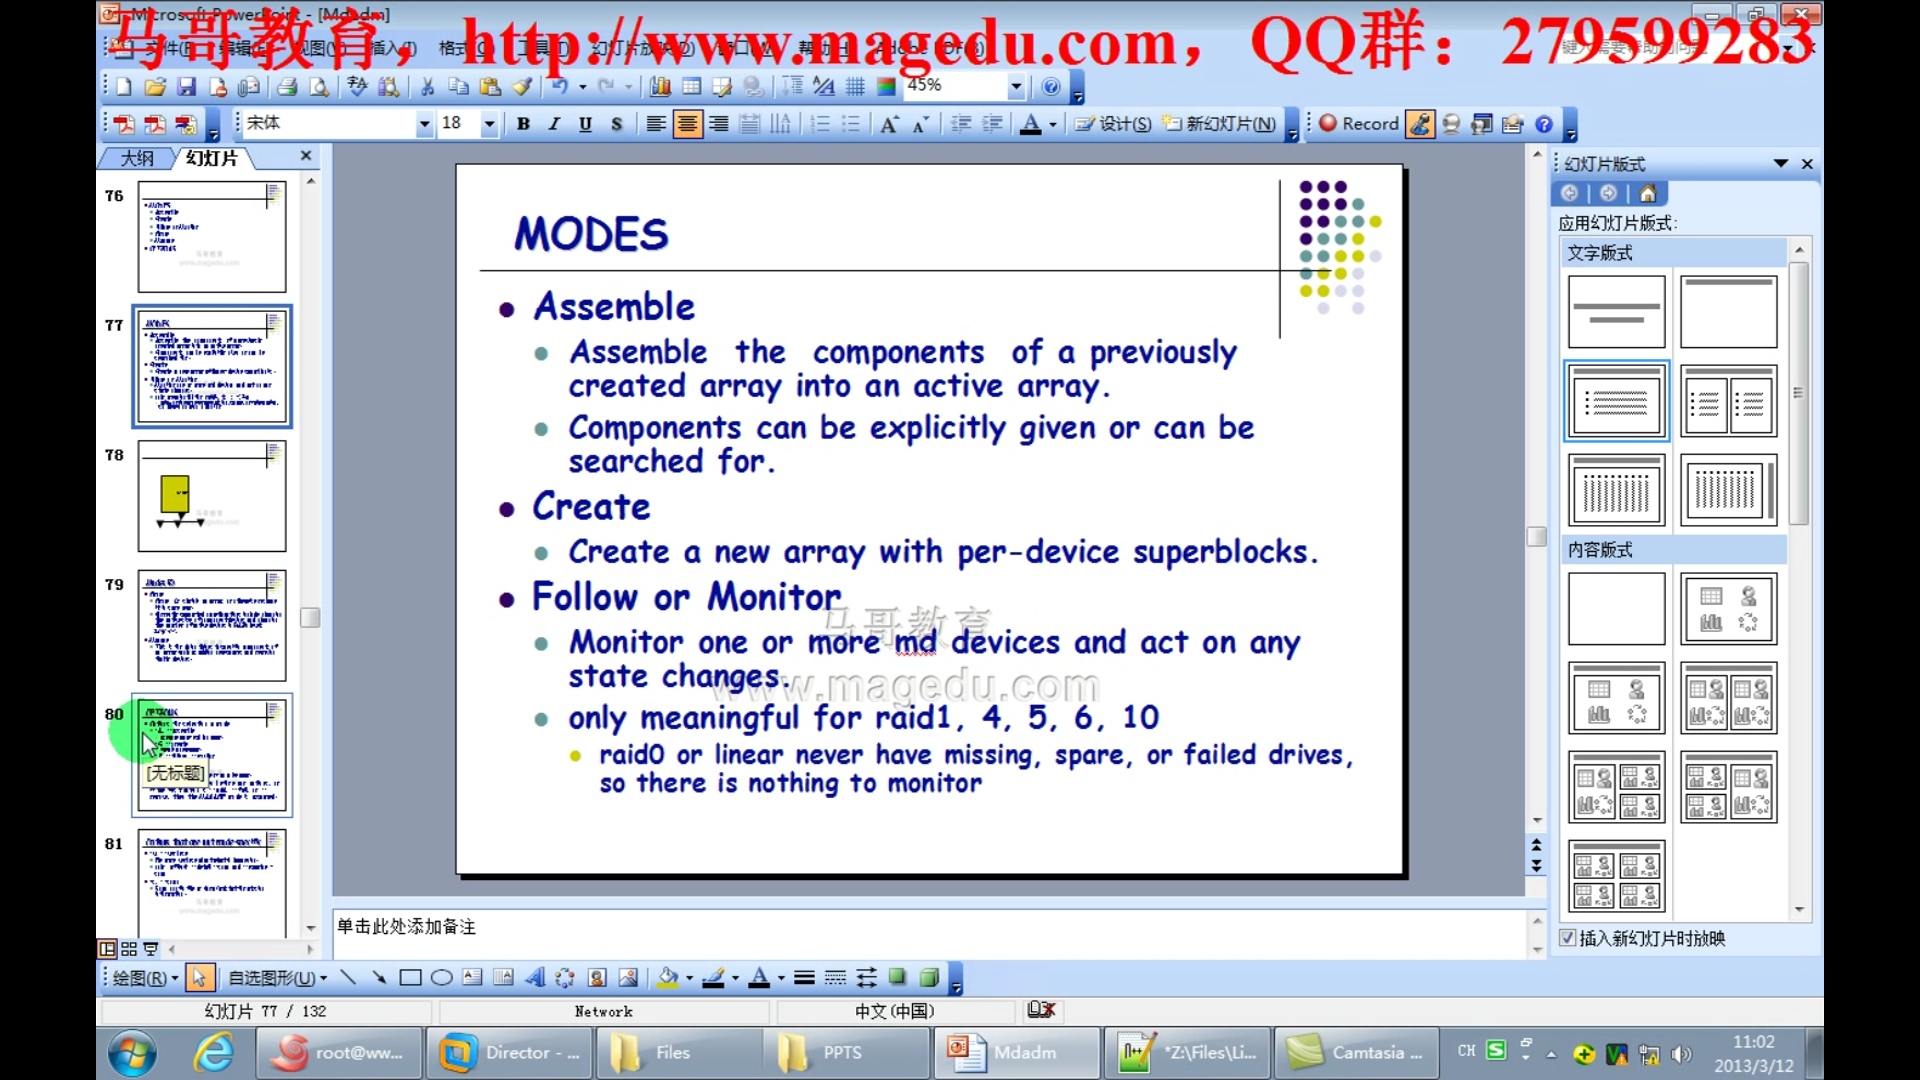 Microsoft PowerPoint - [Mdadm]
马哥教育，http://www.magedu.com，QQ群：279599283
45%
宋体
18
B I U S
设计(S)
新幻灯片(N)
Record
大纲
幻灯片
幻灯片版式
应用幻灯片版式:
文字版式
内容版式
插入新幻灯片时放映
76
77
78
79
80
81
[无标题]
MODES
Assemble
Assemble the components of a previously
created array into an active array.
Components can be explicitly given or can be
searched for.
Create
Create a new array with per-device superblocks.
Follow or Monitor
Monitor one or more md devices and act on any
state changes.
only meaningful for raid1, 4, 5, 6, 10
raid0 or linear never have missing, spare, or failed drives,
so there is nothing to monitor
马哥教育
www.magedu.com
单击此处添加备注
绘图(R)
自选图形(U)
幻灯片 77 / 132
Network
中文(中国)
root@ww...
Director - ...
Files
PPTS
Mdadm
*Z:\Files\Li...
Camtasia ...
CH
11:02
2013/3/12